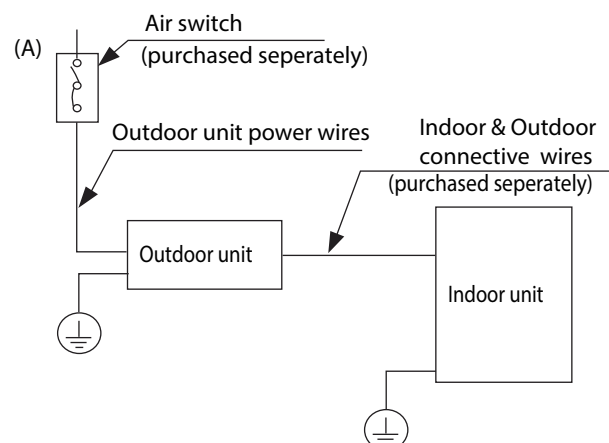 (A)
Air switch
(purchased seperately)
Outdoor unit power wires
Indoor & Outdoor
connective wires
(purchased seperately)
Outdoor unit
Indoor unit